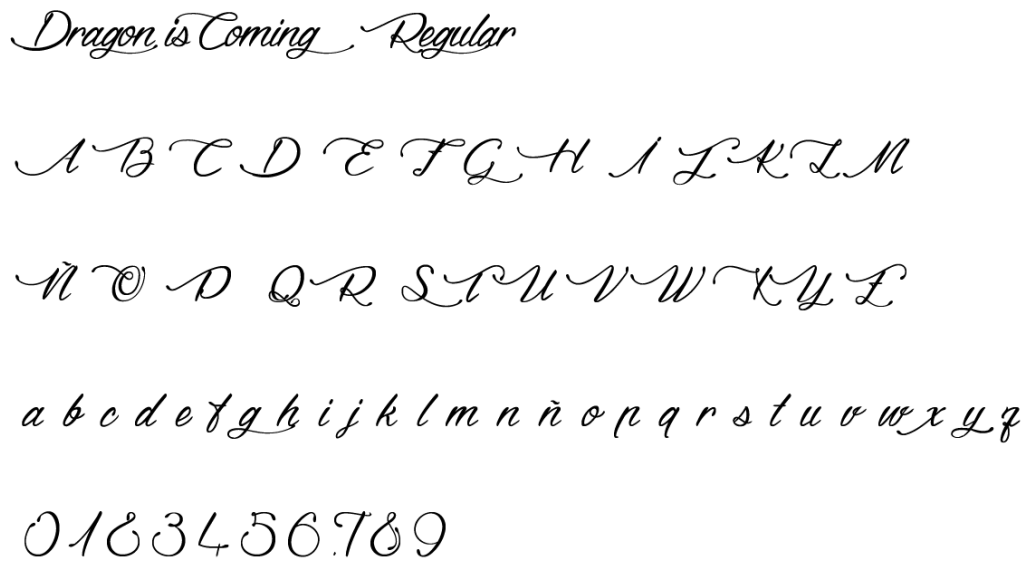 Dragon is Coming Regular
A B C D E F G H I J K L M
N Ñ O P Q R S T U V W X Y Z
a b c d e f g h i j k l m n ñ o p q r s t u v w x y z
0 1 2 3 4 5 6 7 8 9